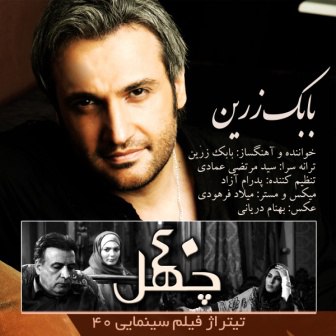 بابک زرین
خواننده و آهنگساز: بابک زرین
ترانه سرا: سید مرتضی عمادی
تنظیم کننده: پدرام آزاد
میکس و مستر: میلاد فرهودی
عکس: بهنام دریانی
۴۰
چهل
تیتراژ فیلم سینمایی ۴۰